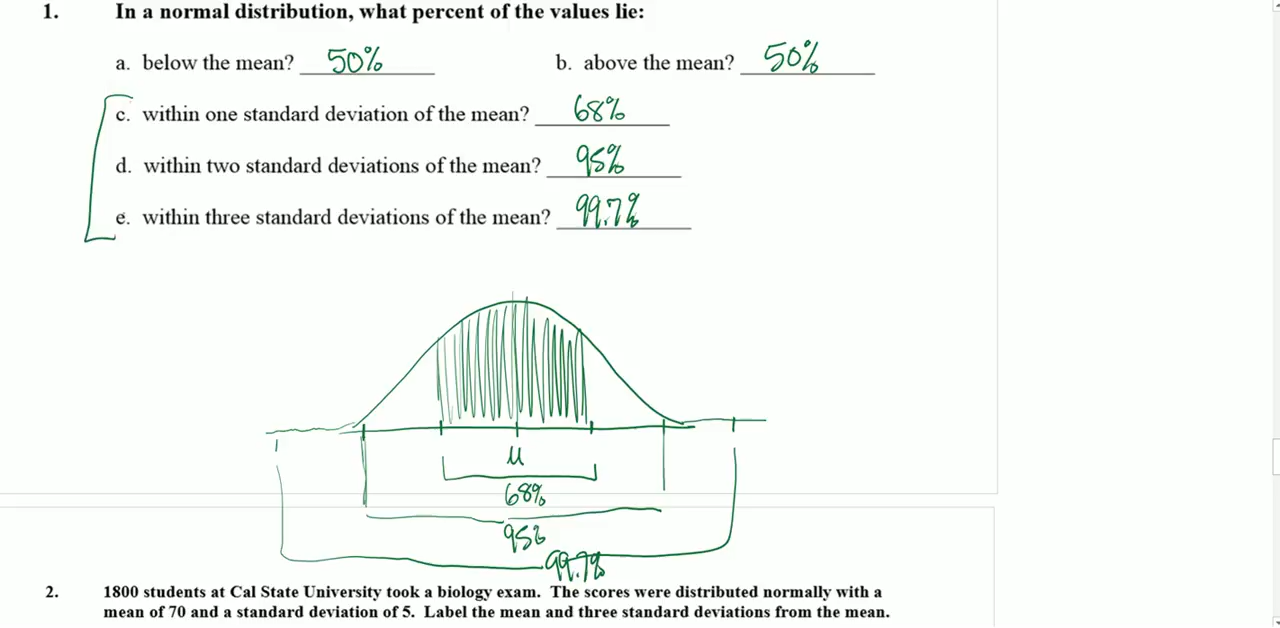 1. In a normal distribution, what percent of the values lie:
a. below the mean? 50% b. above the mean? 50%
c. within one standard deviation of the mean? 68%
d. within two standard deviations of the mean? 95%
e. within three standard deviations of the mean? 99.7%
μ
68%
95%
99.7%
2. 1800 students at Cal State University took a biology exam. The scores were distributed normally with a
mean of 70 and a standard deviation of 5. Label the mean and three standard deviations from the mean.